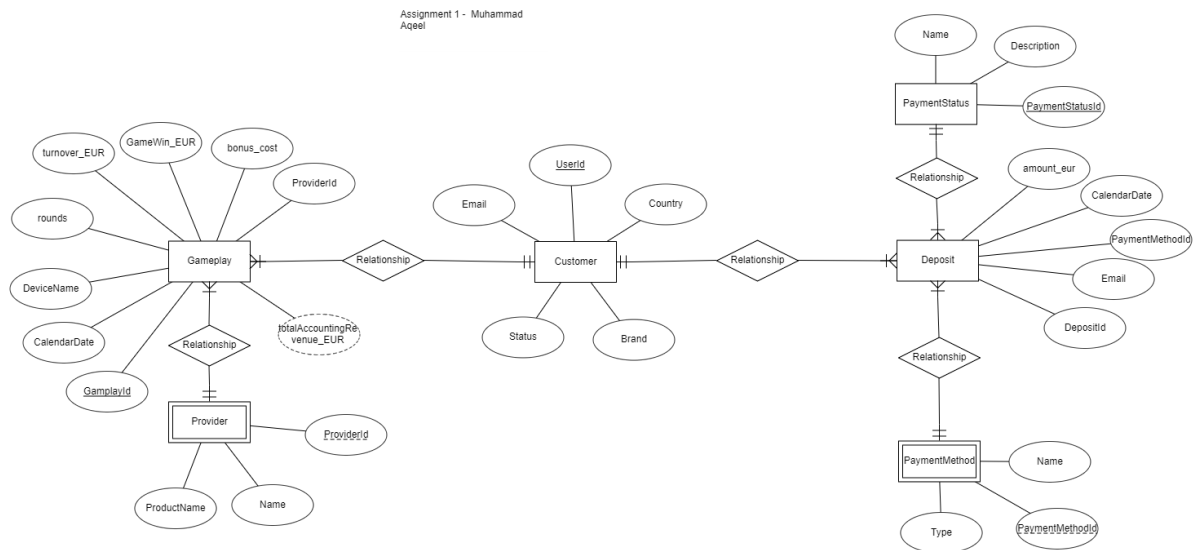 Assignment 1 - Muhammad
Aqeel
Name
Description
PaymentStatus
PaymentStatusId
Relationship
turnover_EUR
GameWin_EUR
bonus_cost
ProviderId
rounds
Gameplay
DeviceName
CalendarDate
GamplayId
totalAccountingRe
venue_EUR
Relationship
Provider
ProviderId
ProductName
Name
Relationship
UserId
Email
Country
Customer
Status
Brand
Relationship
amount_eur
CalendarDate
PaymentMethodId
Deposit
Email
DepositId
Relationship
PaymentMethod
Name
Type
PaymentMethodId